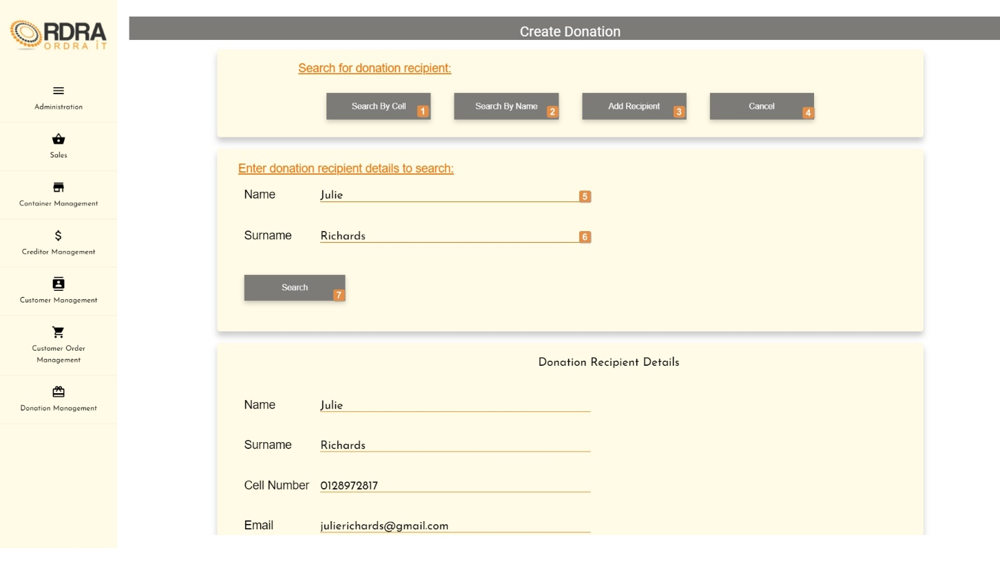 RDRA
ORDRA IT
Administration
Sales
Container Management
Creditor Management
Customer Management
Customer Order
Management
Donation Management
Create Donation
Search for donation recipient:
Search By Cell 1
Search By Name 2
Add Recipient 3
Cancel 4
Enter donation recipient details to search:
Name Julie 5
Surname Richards 6
Search 7
Donation Recipient Details
Name Julie
Surname Richards
Cell Number 0128972817
Email julierichards@gmail.com